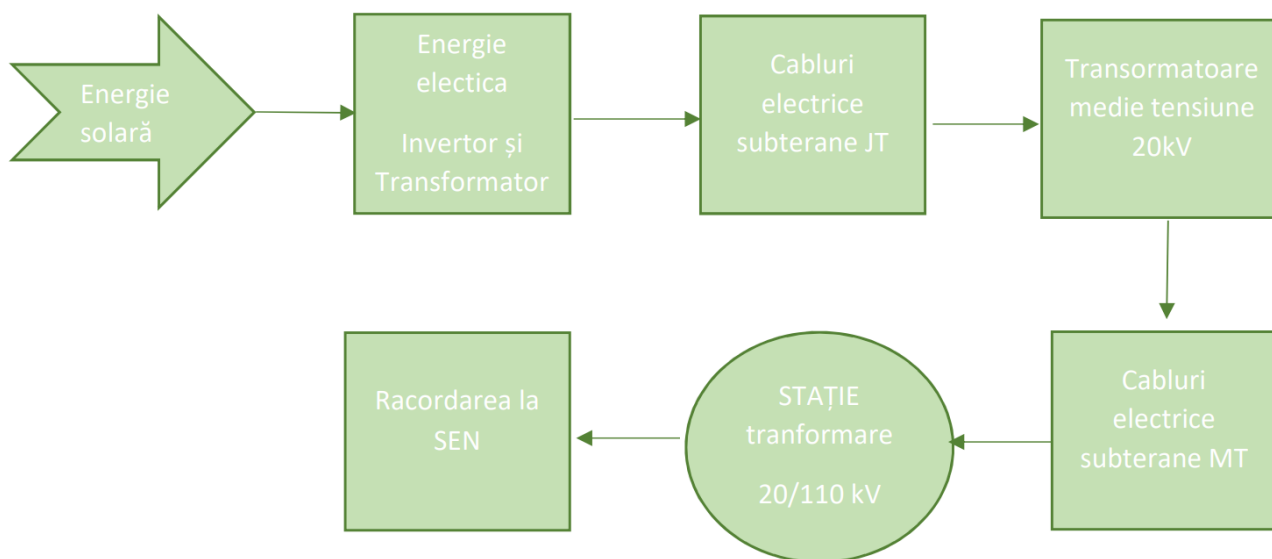 Energie
solară
Energie
electica
Invertor și
Transformator
Cabluri
electrice
subterane JT
Transormatoare
medie tensiune
20kV
Cabluri
electrice
subterane MT
STAȚIE
tranformare
20/110 kV
Racordarea la
SEN